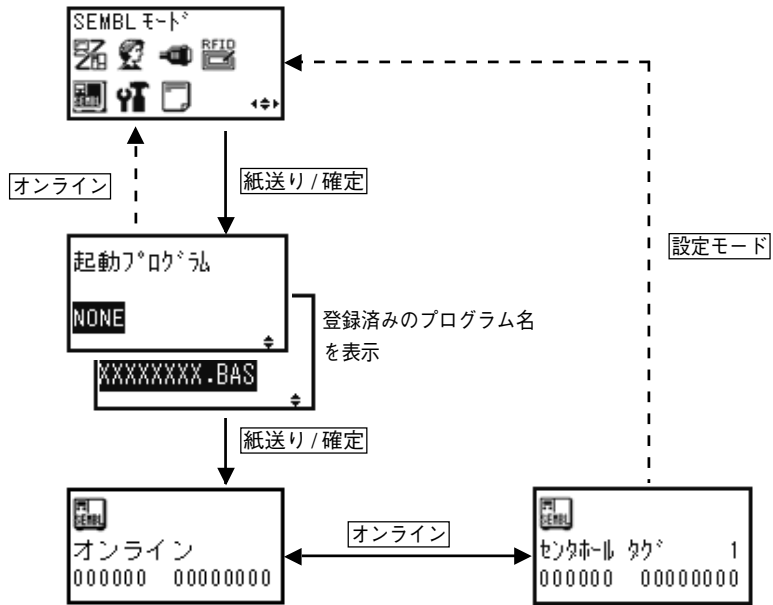 SEMBL ﾓｰﾄﾞ
RFID
SEMBL
オンライン
紙送り/確定
起動ﾌﾟﾛｸﾞﾗﾑ
NONE
登録済みのプログラム名
を表示
XXXXXXXX.BAS
設定モード
紙送り/確定
SEMBL
オンライン
000000 00000000
オンライン
SEMBL
ｾﾝﾀﾎｰﾙ ﾀｸﾞ 1
000000 00000000